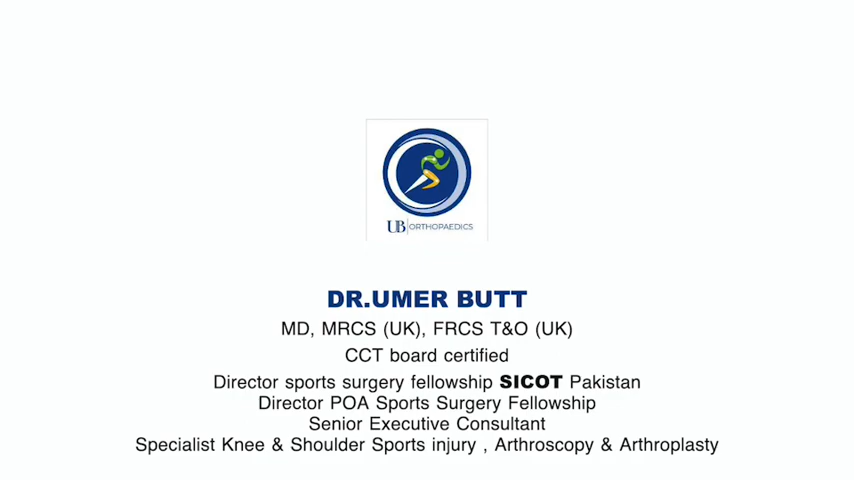 UB ORTHOPAEDICS
DR.UMER BUTT
MD, MRCS (UK), FRCS T&O (UK)
CCT board certified
Director sports surgery fellowship SICOT Pakistan
Director POA Sports Surgery Fellowship
Senior Executive Consultant
Specialist Knee & Shoulder Sports injury , Arthroscopy & Arthroplasty